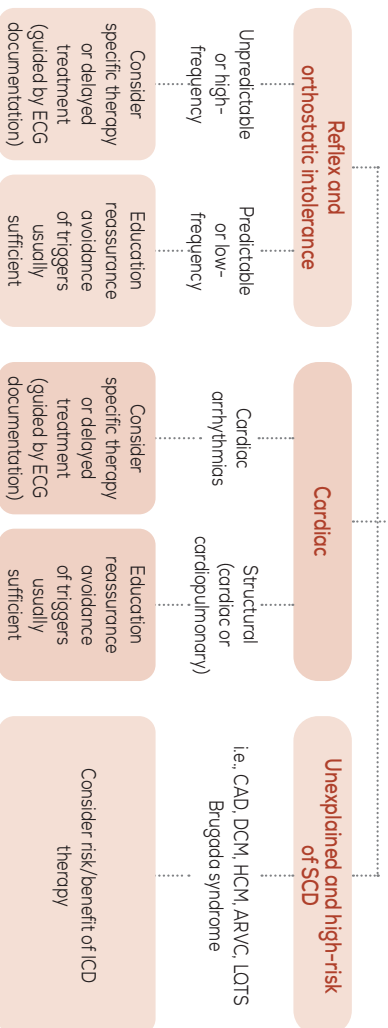 Reflex and
orthostatic intolerance
Unpredictable
or high-
frequency
Consider
specific therapy
or delayed
treatment
(guided by ECG
documentation)
Predictable
or low-
frequency
Education
reassurance
avoidance
of triggers
usually
sufficient
Cardiac
Cardiac
arrhythmias
Consider
specific therapy
or delayed
treatment
(guided by ECG
documentation)
Structural
(cardiac or
cardiopulmonary)
Education
reassurance
avoidance
of triggers
usually
sufficient
Unexplained and high-risk
of SCD
i.e., CAD, DCM, HCM, ARVC, LQTS
Brugada syndrome
Consider risk/benefit of ICD
therapy